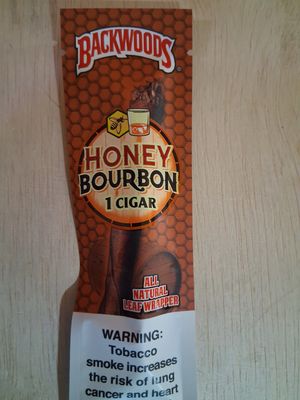 BACKWOODS
HONEY
BOURBON
1 CIGAR
ALL
NATURAL
LEAF WRAPPER
WARNING:
Tobacco
smoke increases
the risk of lung
cancer and heart